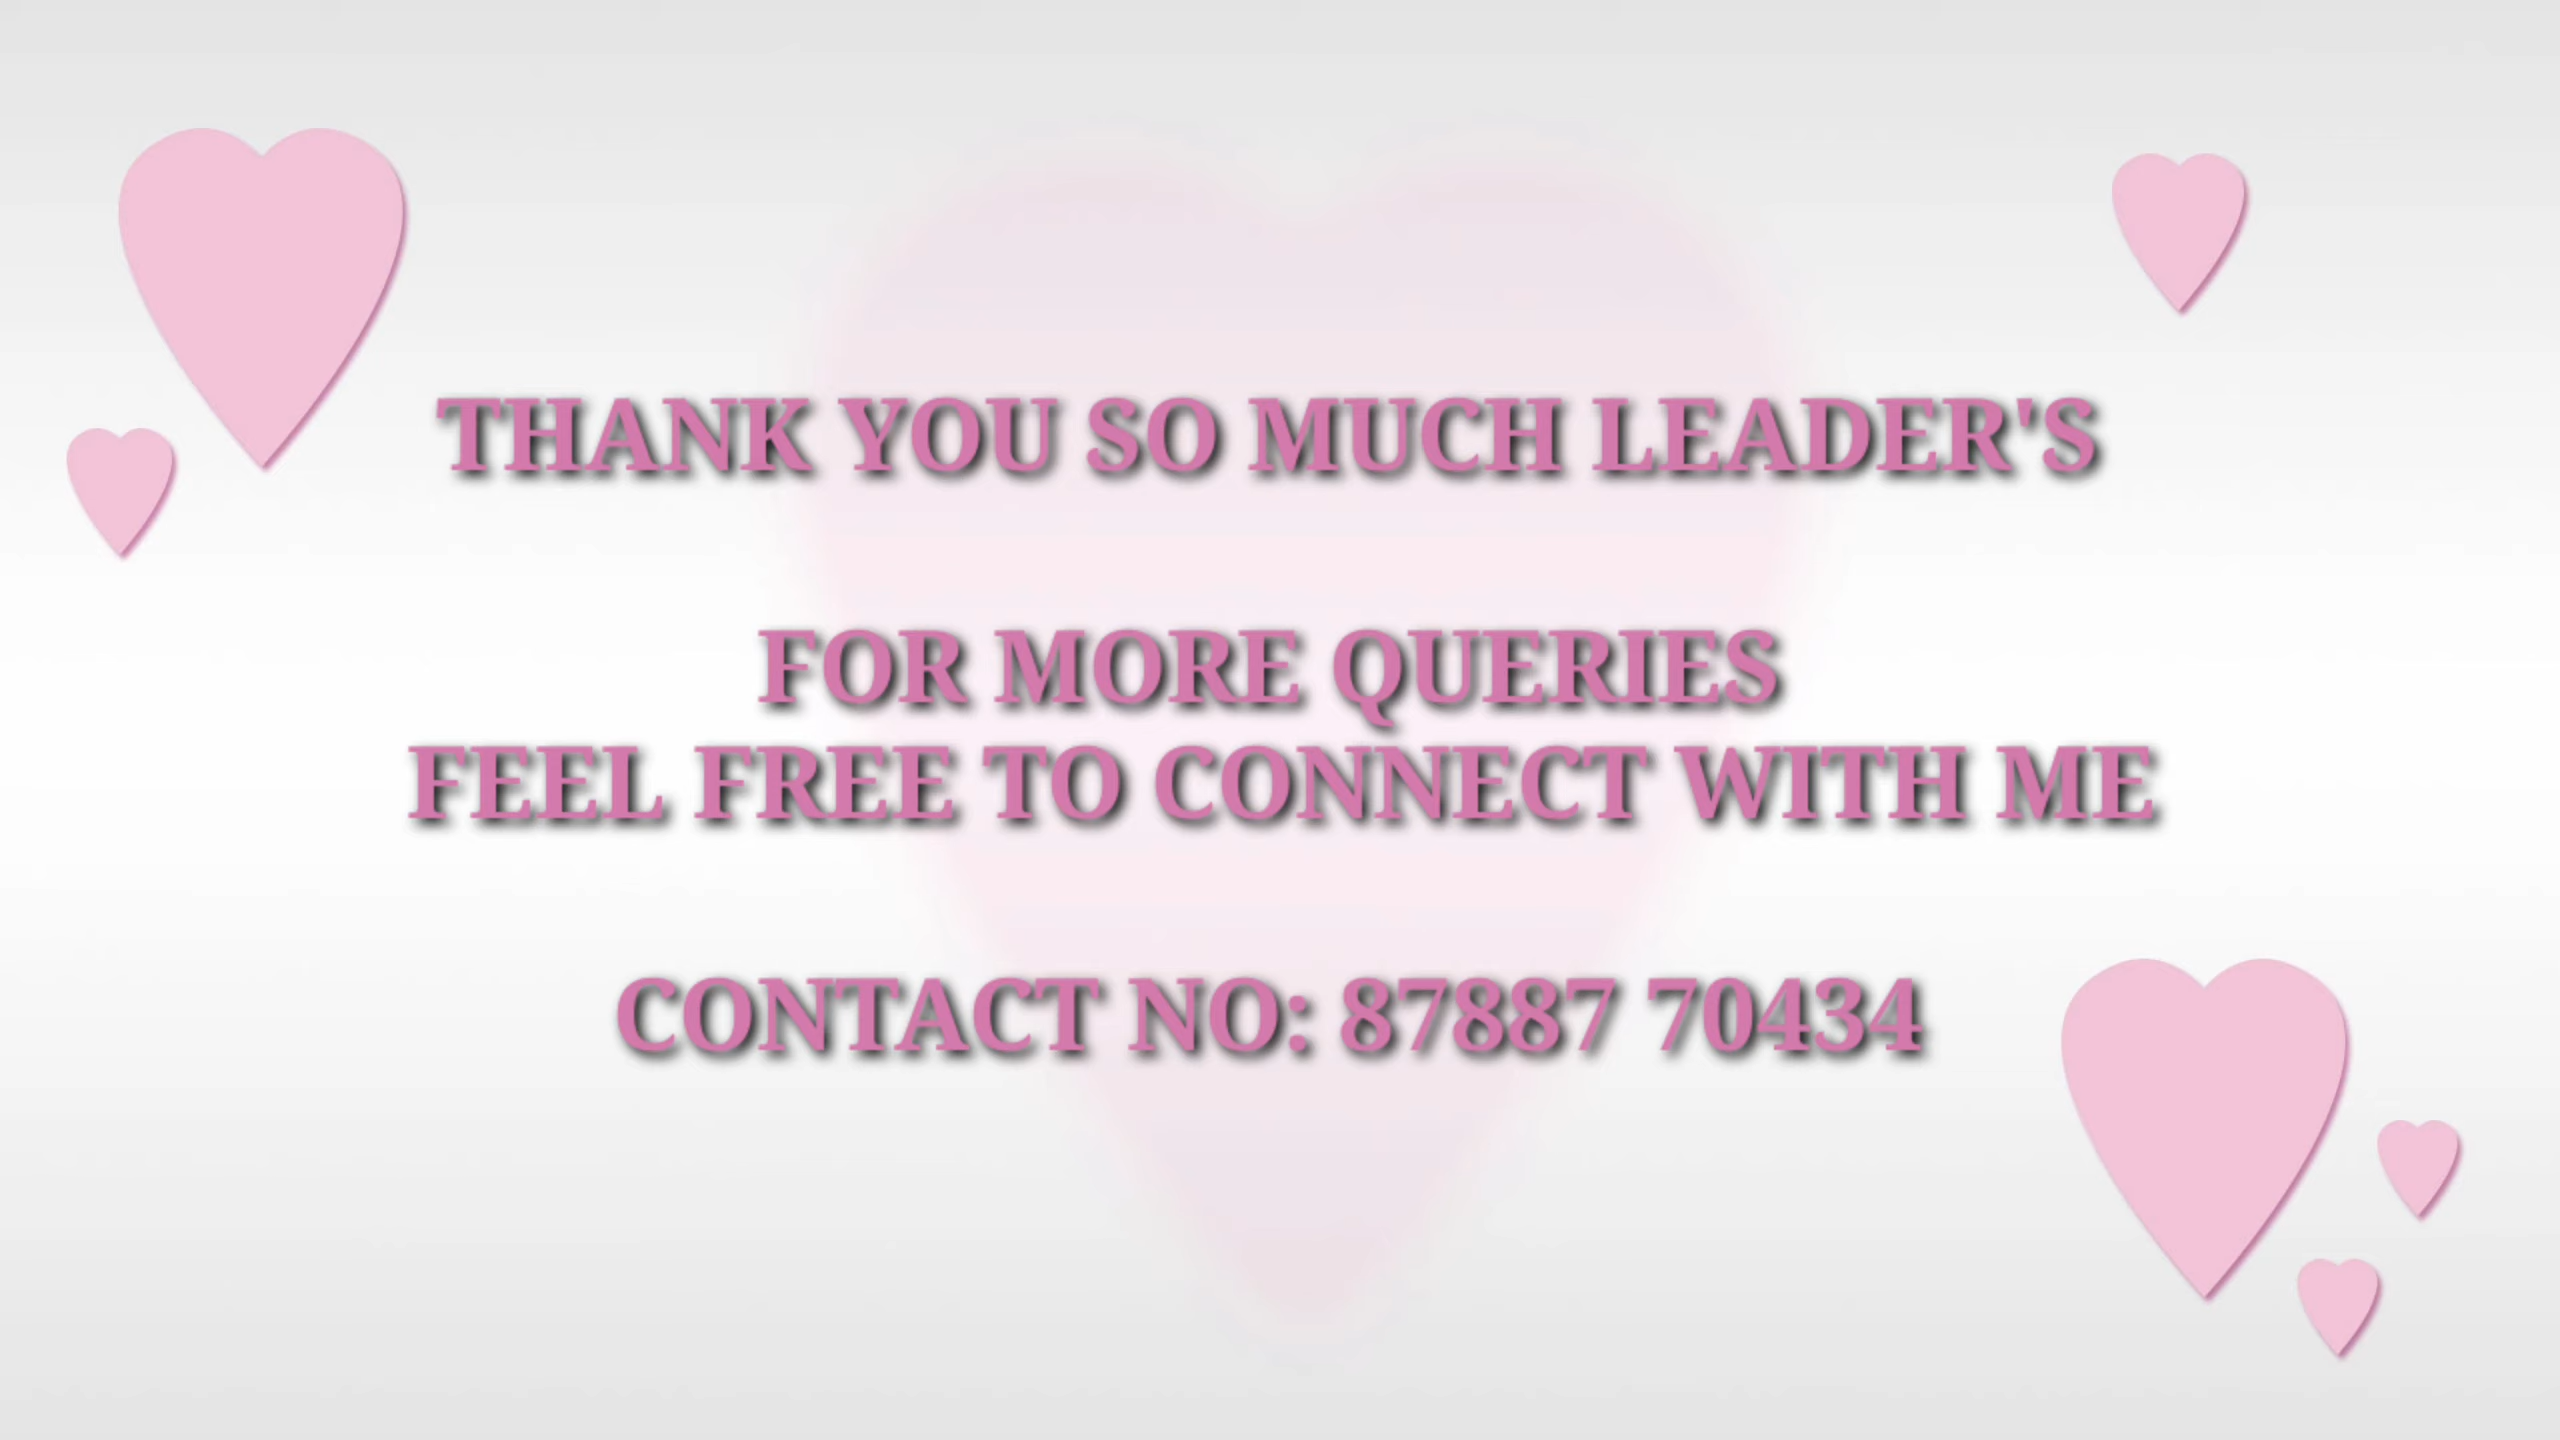 THANK YOU SO MUCH LEADER'S
FOR MORE QUERIES
FEEL FREE TO CONNECT WITH ME
CONTACT NO: 87887 70434